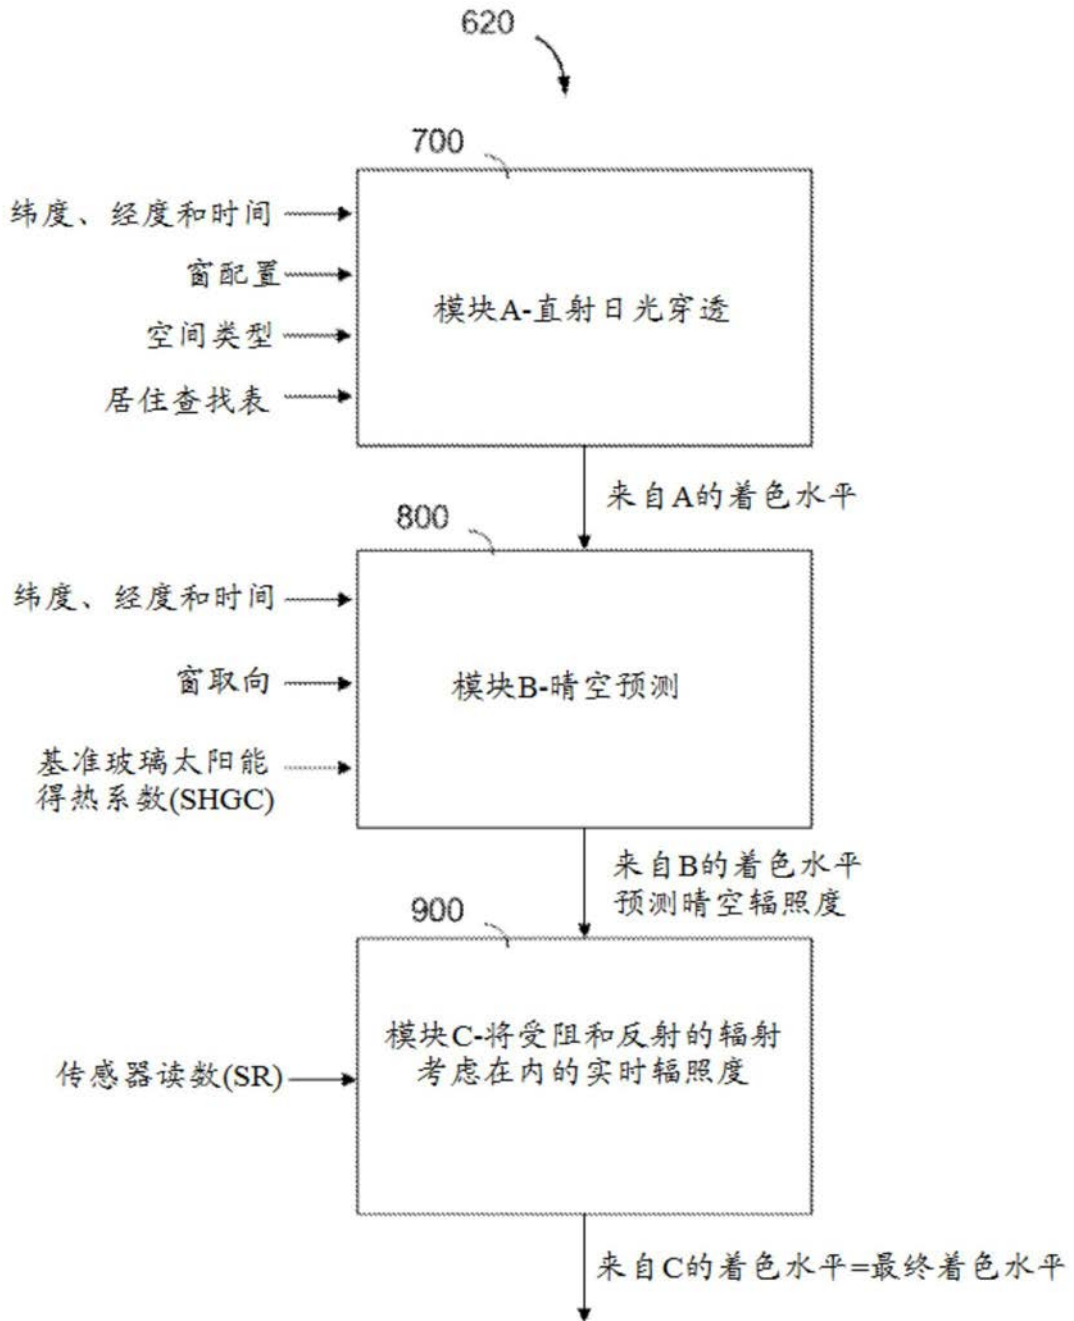 620
700
纬度、经度和时间
窗配置
空间类型
居住查找表
模块A-直射日光穿透
来自A的着色水平
800
纬度、经度和时间
窗取向
基准玻璃太阳能
得热系数(SHGC)
模块B-晴空预测
来自B的着色水平
预测晴空辐照度
900
传感器读数(SR)
模块C-将受阻和反射的辐射
考虑在内的实时辐照度
来自C的着色水平=最终着色水平